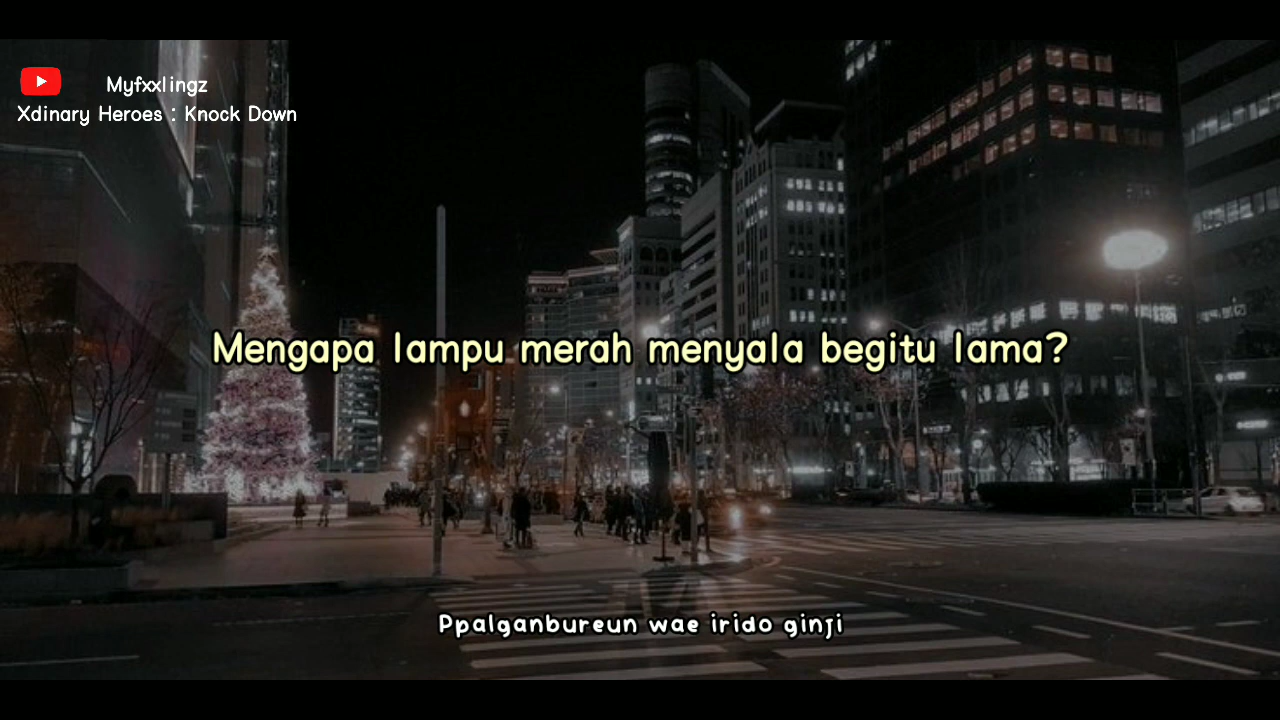 Myfxxlingz
Xdinary Heroes : Knock Down
Mengapa lampu merah menyala begitu lama?
Ppalganbureun wae irido ginji